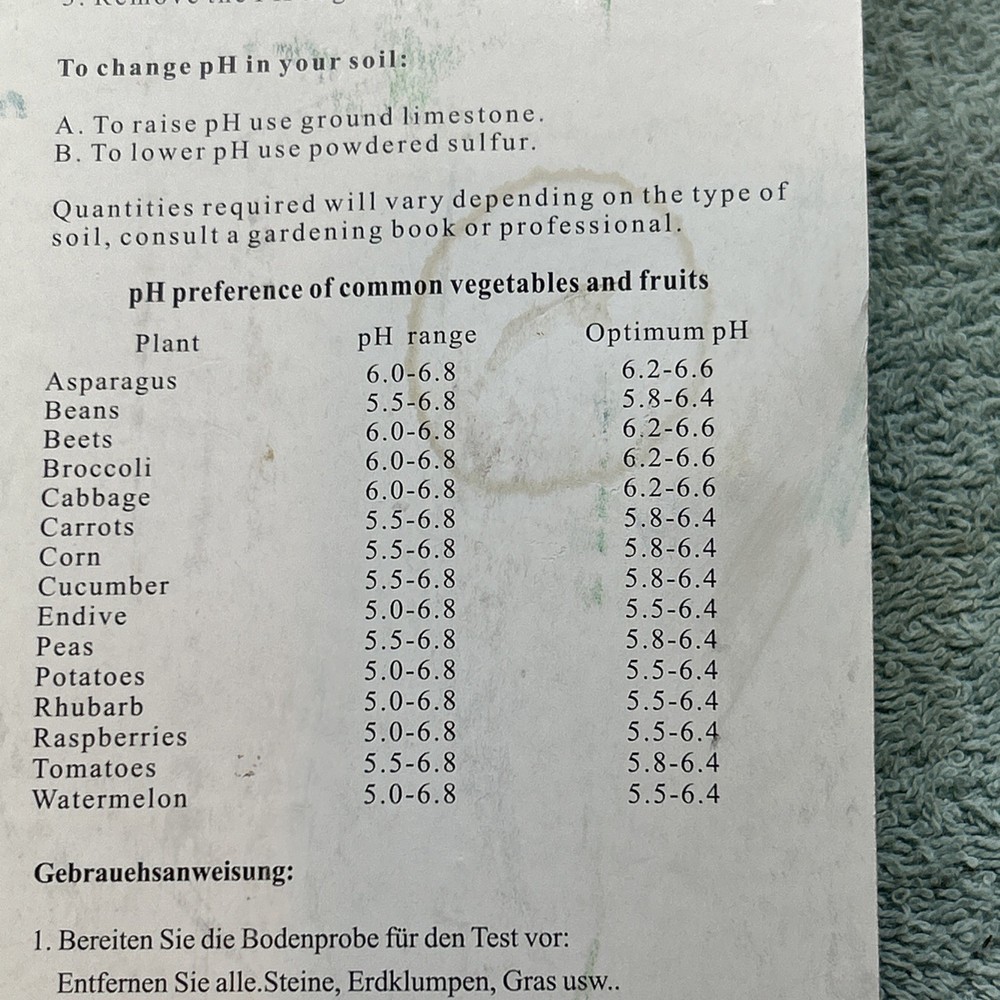 To change pH in your soil:
A. To raise pH use ground limestone.
B. To lower pH use powdered sulfur.
Quantities required will vary depending on the type of
soil, consult a gardening book or professional.
pH preference of common vegetables and fruits
Plant pH range Optimum pH
Asparagus 6.0-6.8 6.2-6.6
Beans 5.5-6.8 5.8-6.4
Beets 6.0-6.8 6.2-6.6
Broccoli 6.0-6.8 6.2-6.6
Cabbage 6.0-6.8 6.2-6.6
Carrots 5.5-6.8 5.8-6.4
Corn 5.5-6.8 5.8-6.4
Cucumber 5.5-6.8 5.8-6.4
Endive 5.0-6.8 5.5-6.4
Peas 5.5-6.8 5.8-6.4
Potatoes 5.0-6.8 5.5-6.4
Rhubarb 5.0-6.8 5.5-6.4
Raspberries 5.0-6.8 5.5-6.4
Tomatoes 5.5-6.8 5.8-6.4
Watermelon 5.0-6.8 5.5-6.4
Gebrauehsanweisung:
1. Bereiten Sie die Bodenprobe für den Test vor:
Entfernen Sie alle.Steine, Erdklumpen, Gras usw..